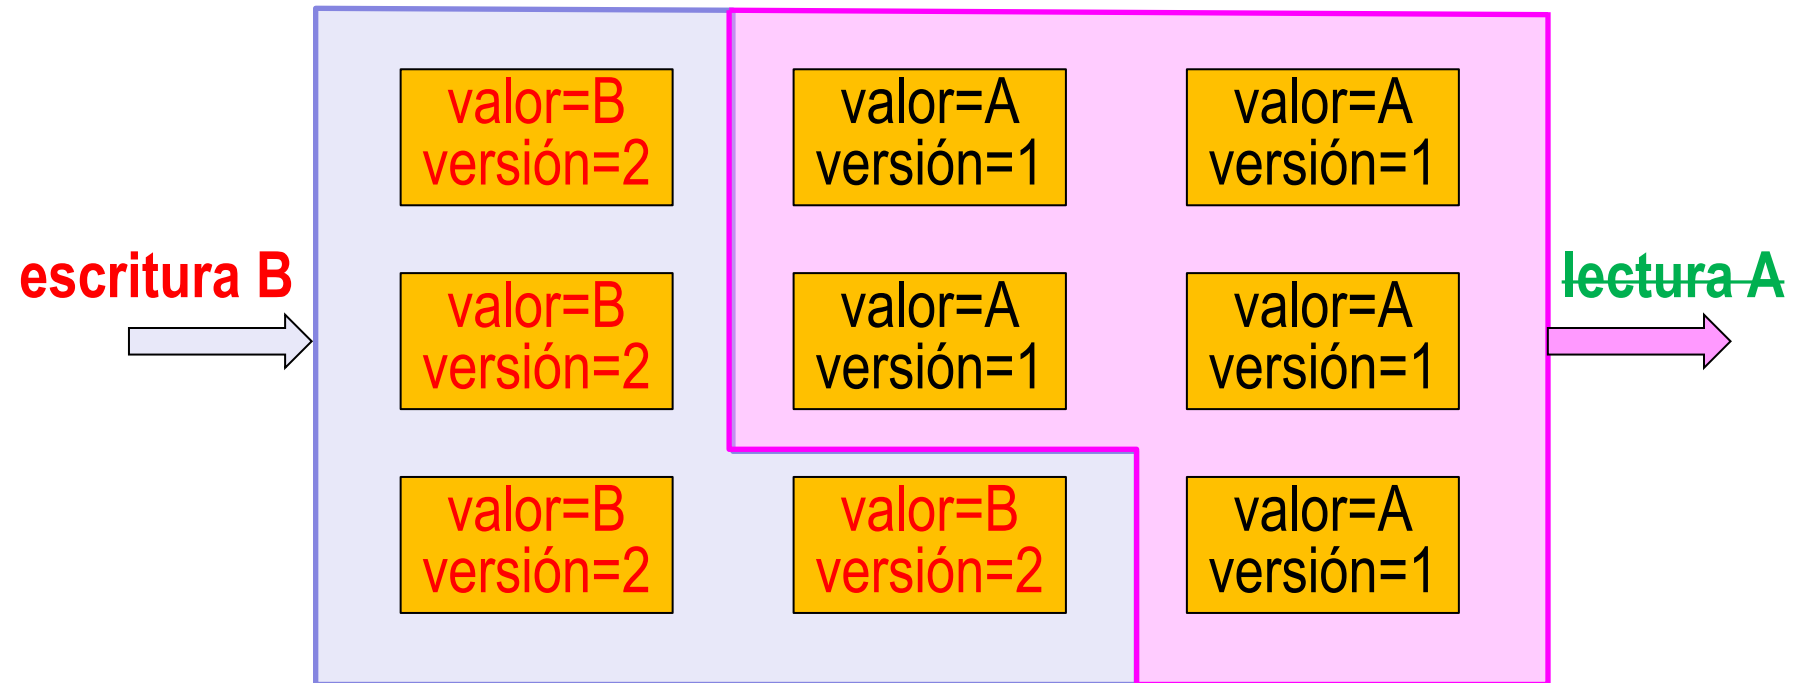 valor=B
versión=2
valor=A
versión=1
valor=A
versión=1
escritura B
valor=B
versión=2
valor=A
versión=1
valor=A
versión=1
lectura A
valor=B
versión=2
valor=B
versión=2
valor=A
versión=1